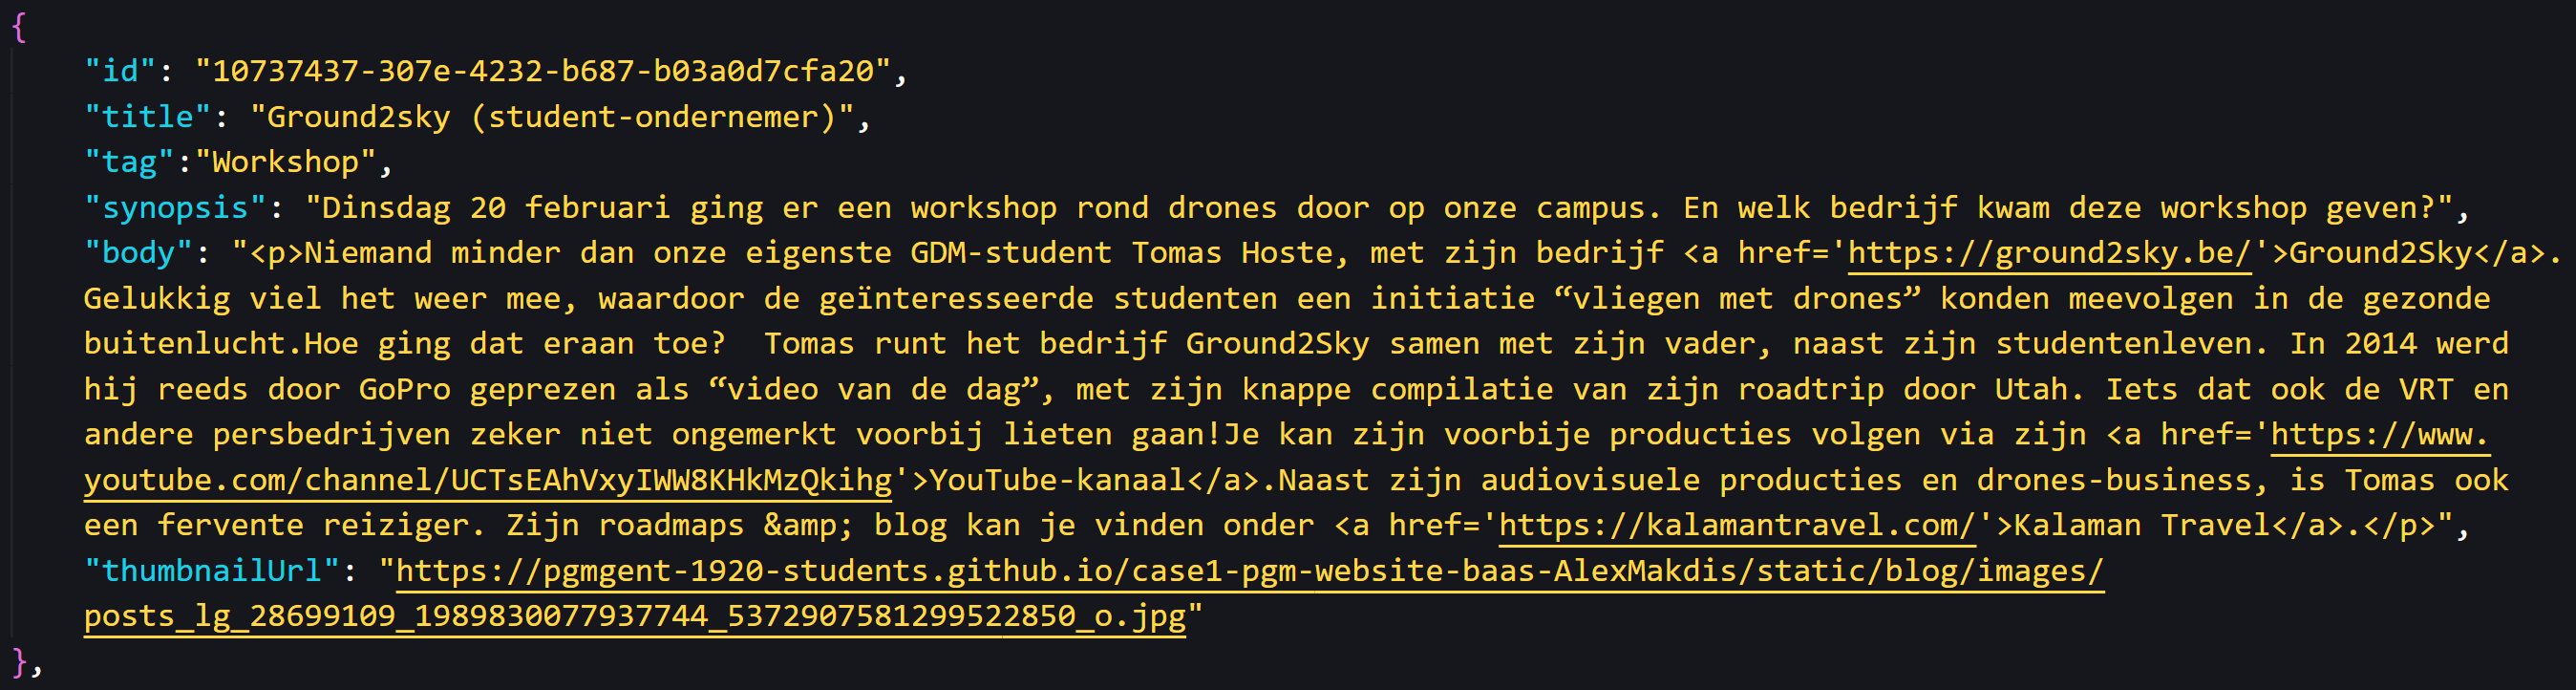 {
"id": "10737437-307e-4232-b687-b03a0d7cfa20",
"title": "Ground2sky (student-ondernemer)",
"tag":"Workshop",
"synopsis": "Dinsdag 20 februari ging er een workshop rond drones door op onze campus. En welk bedrijf kwam deze workshop geven?",
"body": "<p>Niemand minder dan onze eigenste GDM-student Tomas Hoste, met zijn bedrijf <a href='https://ground2sky.be/'>Ground2Sky</a>.
Gelukkig viel het weer mee, waardoor de geïnteresseerde studenten een initiatie “vliegen met drones” konden meevolgen in de gezonde
buitenlucht.Hoe ging dat eraan toe?  Tomas runt het bedrijf Ground2Sky samen met zijn vader, naast zijn studentenleven. In 2014 werd
hij reeds door GoPro geprezen als “video van de dag”, met zijn knappe compilatie van zijn roadtrip door Utah. Iets dat ook de VRT en
andere persbedrijven zeker niet ongemerkt voorbij lieten gaan!Je kan zijn voorbije producties volgen via zijn <a href='https://www.
youtube.com/channel/UCTsEAhVxyIWW8KHkMzQkihg'>YouTube-kanaal</a>.Naast zijn audiovisuele producties en drones-business, is Tomas ook
een fervente reiziger. Zijn roadmaps &amp; blog kan je vinden onder <a href='https://kalamantravel.com/'>Kalaman Travel</a>.</p>",
"thumbnailUrl": "https://pgmgent-1920-students.github.io/case1-pgm-website-baas-AlexMakdis/static/blog/images/
posts_lg_28699109_1989830077937744_5372907581299522850_o.jpg"
},